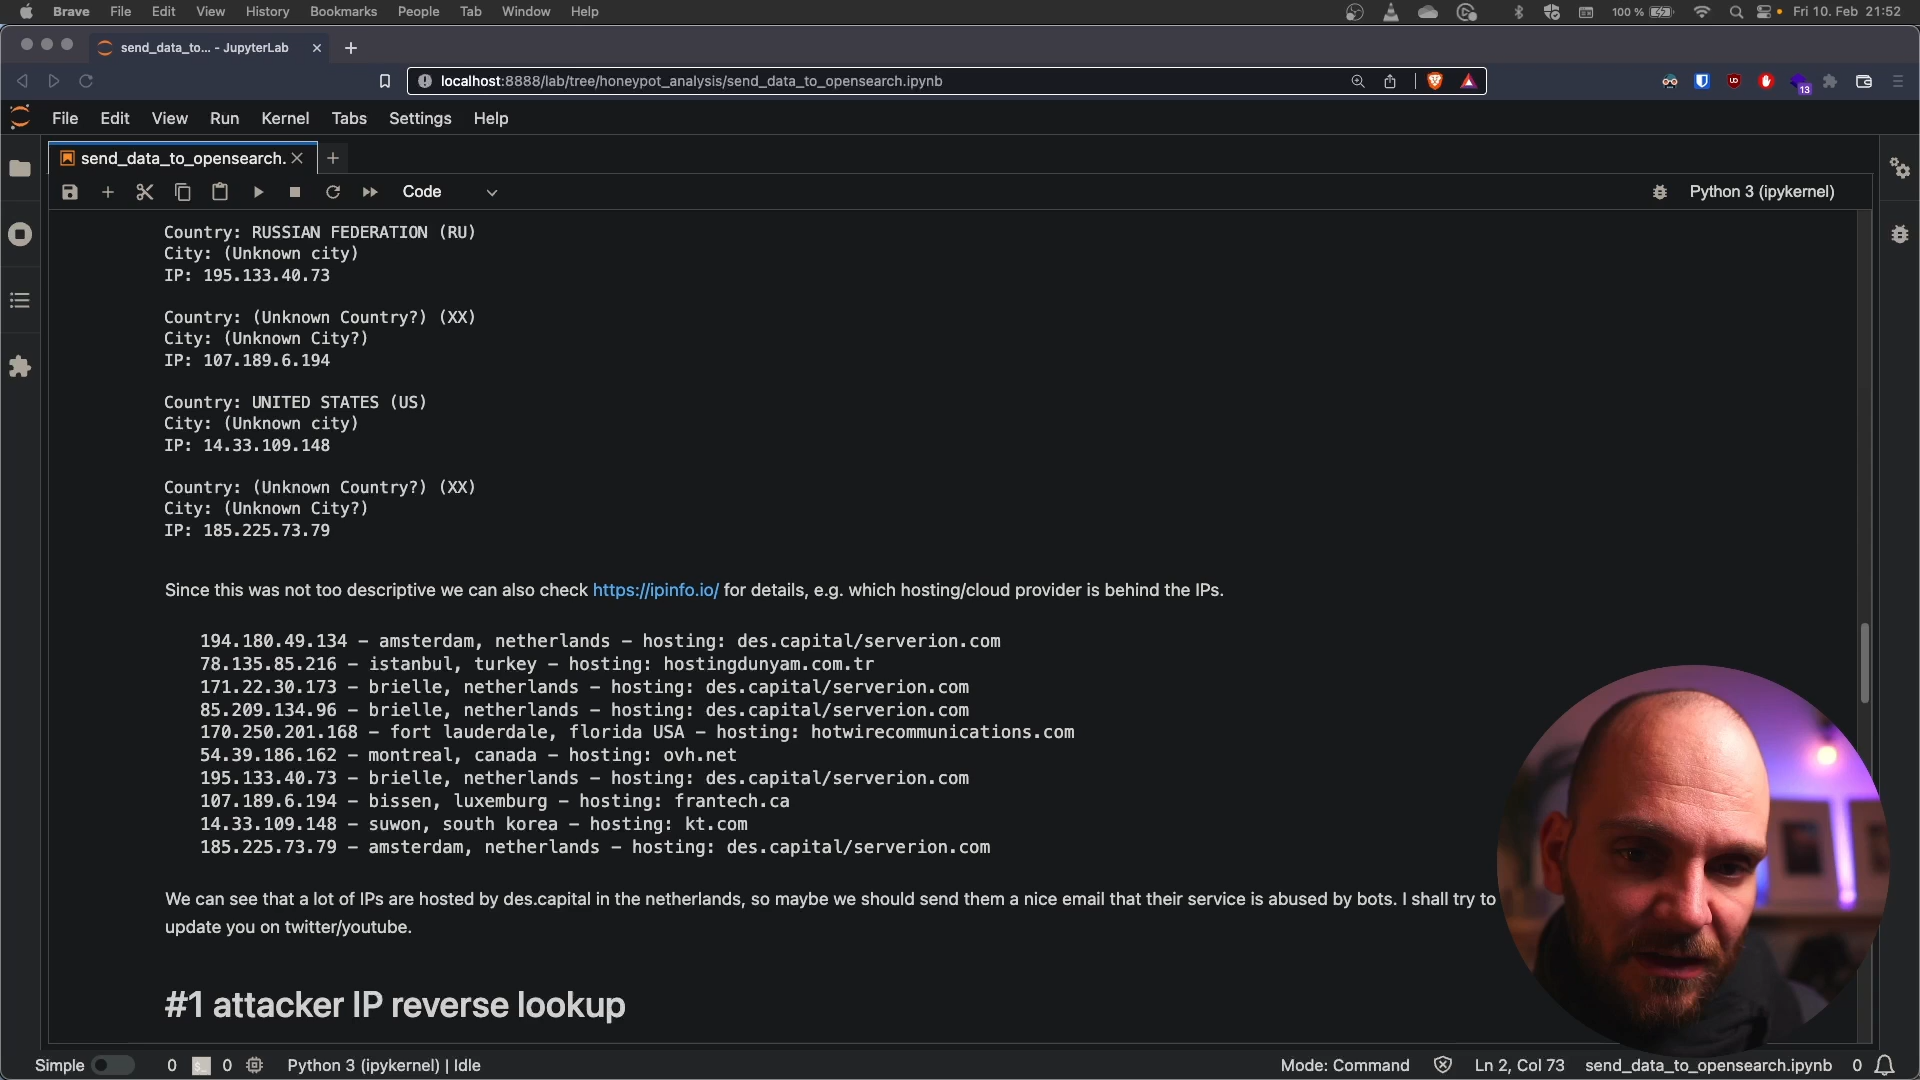 Brave File Edit View History Bookmarks People Tab Window Help 100 % Fri 10. Feb 21:52
send_data_to... - JupyterLab
localhost:8888/lab/tree/honeypot_analysis/send_data_to_opensearch.ipynb
13
File Edit View Run Kernel Tabs Settings Help
send_data_to_opensearch.
Code
Python 3 (ipykernel)
Country: RUSSIAN FEDERATION (RU)
City: (Unknown city)
IP: 195.133.40.73
Country: (Unknown Country?) (XX)
City: (Unknown City?)
IP: 107.189.6.194
Country: UNITED STATES (US)
City: (Unknown city)
IP: 14.33.109.148
Country: (Unknown Country?) (XX)
City: (Unknown City?)
IP: 185.225.73.79
Since this was not too descriptive we can also check https://ipinfo.io/ for details, e.g. which hosting/cloud provider is behind the IPs.
194.180.49.134 – amsterdam, netherlands – hosting: des.capital/serverion.com
78.135.85.216 – istanbul, turkey – hosting: hostingdunyam.com.tr
171.22.30.173 – brielle, netherlands – hosting: des.capital/serverion.com
85.209.134.96 – brielle, netherlands – hosting: des.capital/serverion.com
170.250.201.168 – fort lauderdale, florida USA – hosting: hotwirecommunications.com
54.39.186.162 – montreal, canada – hosting: ovh.net
195.133.40.73 – brielle, netherlands – hosting: des.capital/serverion.com
107.189.6.194 – bissen, luxemburg – hosting: frantech.ca
14.33.109.148 – suwon, south korea – hosting: kt.com
185.225.73.79 – amsterdam, netherlands – hosting: des.capital/serverion.com
We can see that a lot of IPs are hosted by des.capital in the netherlands, so maybe we should send them a nice email that their service is abused by bots. I shall try to
update you on twitter/youtube.
#1 attacker IP reverse lookup
Simple 0 0 Python 3 (ipykernel) | Idle Mode: Command Ln 2, Col 73 send_data_to_opensearch.ipynb 0